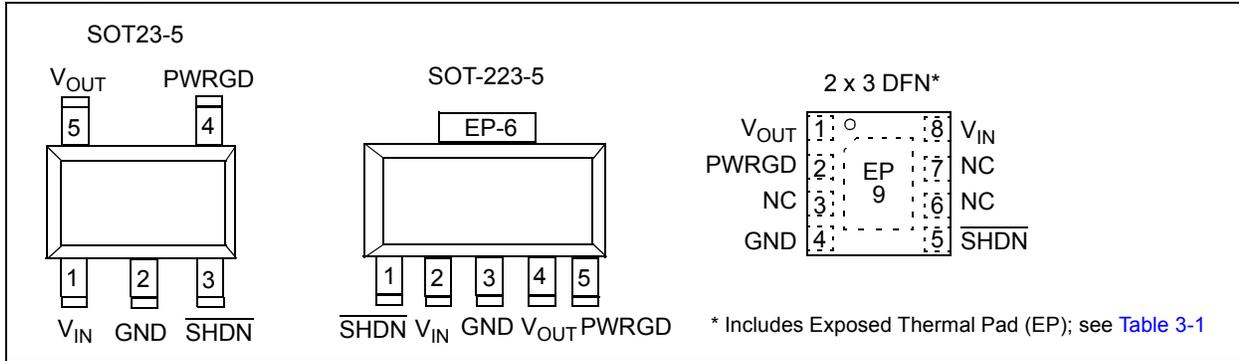 SOT23-5
VOUT PWRGD
5 4
1 2 3
VIN GND SHDN
SOT-223-5
EP-6
1 2 3 4 5
SHDN VIN GND VOUT PWRGD
2 x 3 DFN*
VOUT 1 8 VIN
PWRGD 2 7 NC
EP
9
NC 3 6 NC
GND 4 5 SHDN
* Includes Exposed Thermal Pad (EP); see Table 3-1